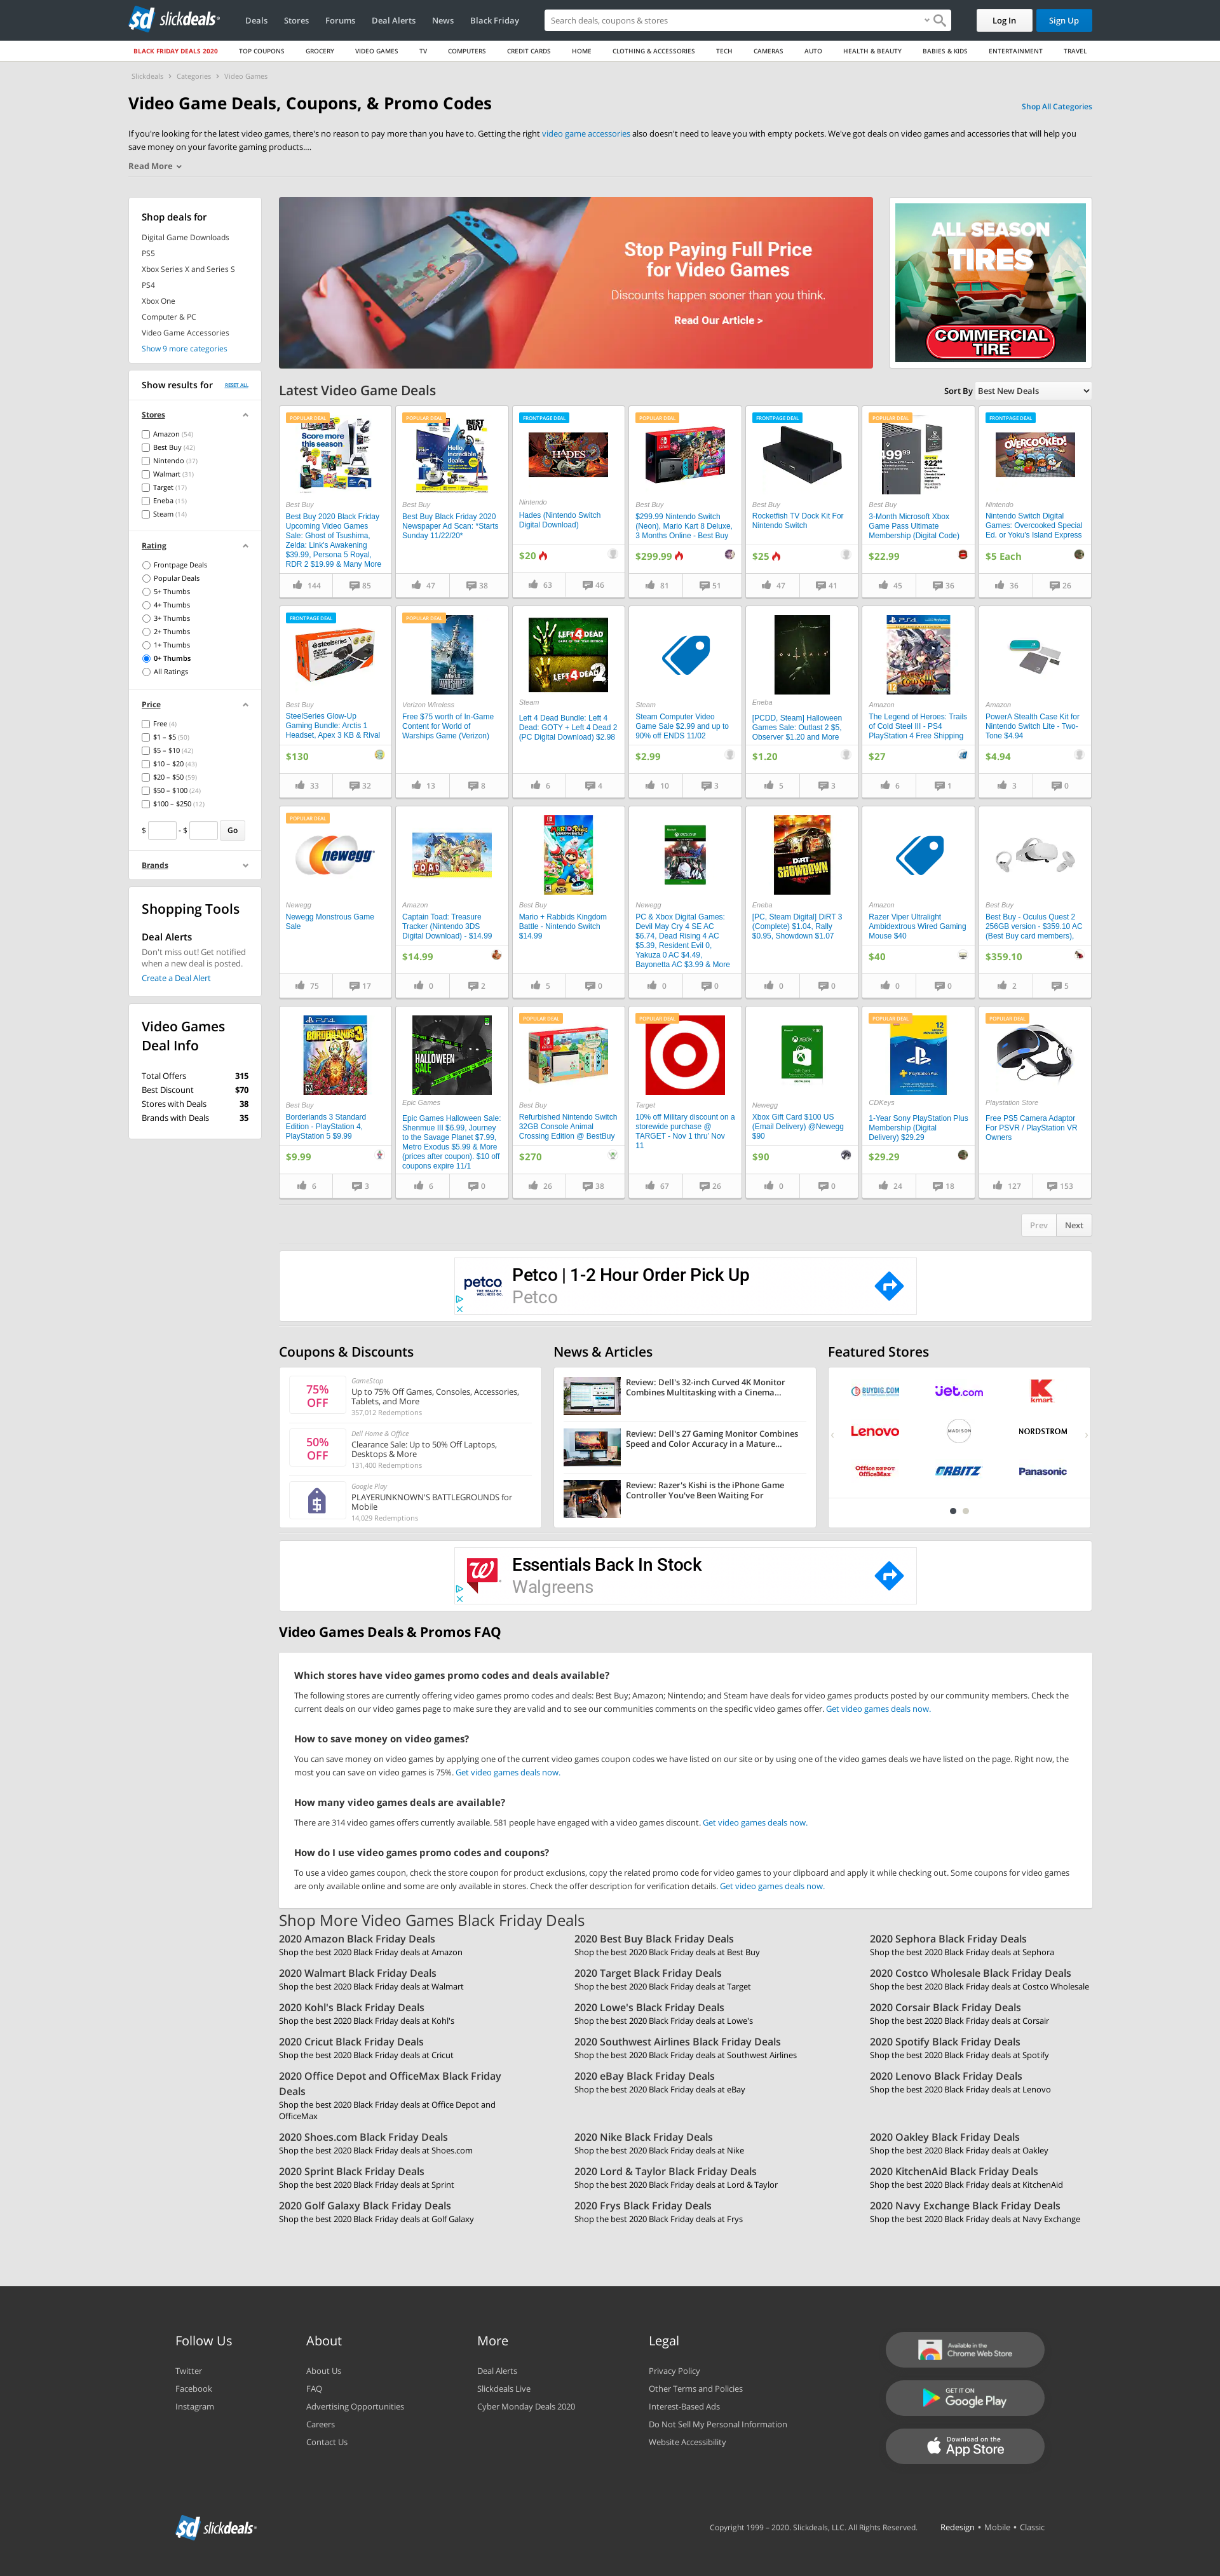 slickdeals
Deals
Stores
Forums
Deal Alerts
News
Black Friday
Search deals, coupons & stores
Log In
Sign Up
BLACK FRIDAY DEALS 2020
TOP COUPONS
GROCERY
VIDEO GAMES
TV
COMPUTERS
CREDIT CARDS
HOME
CLOTHING & ACCESSORIES
TECH
CAMERAS
AUTO
HEALTH & BEAUTY
BABIES & KIDS
ENTERTAINMENT
TRAVEL
Slickdeals › Categories › Video Games
Video Game Deals, Coupons, & Promo Codes
Shop All Categories
If you're looking for the latest video games, there's no reason to pay more than you have to. Getting the right video game accessories also doesn't need to leave you with empty pockets. We've got deals on video games and accessories that will help you
save money on your favorite gaming products....
Read More
Shop deals for
Digital Game Downloads
PS5
Xbox Series X and Series S
PS4
Xbox One
Computer & PC
Video Game Accessories
Show 9 more categories
Show results for
RESET ALL
Stores
Amazon (54)
Best Buy (42)
Nintendo (37)
Walmart (31)
Target (17)
Eneba (15)
Steam (14)
Rating
Frontpage Deals
Popular Deals
5+ Thumbs
4+ Thumbs
3+ Thumbs
2+ Thumbs
1+ Thumbs
0+ Thumbs
All Ratings
Price
Free (4)
$1 – $5 (50)
$5 – $10 (42)
$10 – $20 (43)
$20 – $50 (59)
$50 – $100 (24)
$100 – $250 (12)
$ - $ Go
Brands
Shopping Tools
Deal Alerts
Don't miss out! Get notified
when a new deal is posted.
Create a Deal Alert
Video Games
Deal Info
Total Offers 315
Best Discount $70
Stores with Deals 38
Brands with Deals 35
Stop Paying Full Price
for Video Games
Discounts happen sooner than you think.
Read Our Article >
ALL SEASON
TIRES
COMMERCIAL
TIRE
Latest Video Game Deals
Sort By Best New Deals
POPULAR DEAL
Score more
this season
Best Buy
Best Buy 2020 Black Friday
Upcoming Video Games
Sale: Ghost of Tsushima,
Zelda: Link's Awakening
$39.99, Persona 5 Royal,
RDR 2 $19.99 & Many More
144 85
POPULAR DEAL
BEST BUY
Hello,
incredible
deals.
Best Buy
Best Buy Black Friday 2020
Newspaper Ad Scan: *Starts
Sunday 11/22/20*
47 38
FRONTPAGE DEAL
HADES
Nintendo
Hades (Nintendo Switch
Digital Download)
$20
63 46
POPULAR DEAL
Best Buy
$299.99 Nintendo Switch
(Neon), Mario Kart 8 Deluxe,
3 Months Online - Best Buy
$299.99
81 51
FRONTPAGE DEAL
Best Buy
Rocketfish TV Dock Kit For
Nintendo Switch
$25
47 41
POPULAR DEAL
499.99
$22.99
Best Buy
3-Month Microsoft Xbox
Game Pass Ultimate
Membership (Digital Code)
$22.99
45 36
FRONTPAGE DEAL
OVERCOOKED!
Nintendo
Nintendo Switch Digital
Games: Overcooked Special
Ed. or Yoku's Island Express
$5 Each
36 26
FRONTPAGE DEAL
steelseries
Best Buy
SteelSeries Glow-Up
Gaming Bundle: Arctis 1
Headset, Apex 3 KB & Rival
$130
33 32
POPULAR DEAL
WORLD
WARSHIPS
Verizon Wireless
Free $75 worth of In-Game
Content for World of
Warships Game (Verizon)
13 8
LEFT 4 DEAD
LEFT 4 DEAD 2
Steam
Left 4 Dead Bundle: Left 4
Dead: GOTY + Left 4 Dead 2
(PC Digital Download) $2.98
6 4
Steam
Steam Computer Video
Game Sale $2.99 and up to
90% off ENDS 11/02
$2.99
10 3
OUTLAST
Eneba
[PCDD, Steam] Halloween
Games Sale: Outlast 2 $5,
Observer $1.20 and More
$1.20
5 3
PS4
Amazon
The Legend of Heroes: Trails
of Cold Steel III - PS4
PlayStation 4 Free Shipping
$27
6 1
Amazon
PowerA Stealth Case Kit for
Nintendo Switch Lite - Two-
Tone $4.94
$4.94
3 0
POPULAR DEAL
newegg
Newegg
Newegg Monstrous Game
Sale
75 17
TOAD
Amazon
Captain Toad: Treasure
Tracker (Nintendo 3DS
Digital Download) - $14.99
$14.99
0 2
MARIO RABBIDS
Best Buy
Mario + Rabbids Kingdom
Battle - Nintendo Switch
$14.99
5 0
XBOX ONE
Newegg
PC & Xbox Digital Games:
Devil May Cry 4 SE AC
$6.74, Dead Rising 4 AC
$5.39, Resident Evil 0,
Yakuza 0 AC $4.49,
Bayonetta AC $3.99 & More
0 0
DiRT
SHOWDOWN
Eneba
[PC, Steam Digital] DiRT 3
(Complete) $1.04, Rally
$0.95, Showdown $1.07
0 0
Amazon
Razer Viper Ultralight
Ambidextrous Wired Gaming
Mouse $40
$40
0 0
Best Buy
Best Buy - Oculus Quest 2
256GB version - $359.10 AC
(Best Buy card members),
$359.10
2 5
PS4
BORDERLANDS 3
Best Buy
Borderlands 3 Standard
Edition - PlayStation 4,
PlayStation 5 $9.99
$9.99
6 3
HALLOWEEN
SALE
Epic Games
Epic Games Halloween Sale:
Shenmue III $6.99, Journey
to the Savage Planet $7.99,
Metro Exodus $5.99 & More
(prices after coupon). $10 off
coupons expire 11/1
6 0
POPULAR DEAL
Best Buy
Refurbished Nintendo Switch
32GB Console Animal
Crossing Edition @ BestBuy
$270
26 38
POPULAR DEAL
Target
10% off Military discount on a
storewide purchase @
TARGET - Nov 1 thru' Nov
11
67 26
XBOX
Newegg
Xbox Gift Card $100 US
(Email Delivery) @Newegg
$90
$90
0 0
POPULAR DEAL
12
PlayStation Plus
CDKeys
1-Year Sony PlayStation Plus
Membership (Digital
Delivery) $29.29
$29.29
24 18
POPULAR DEAL
Playstation Store
Free PS5 Camera Adaptor
For PSVR / PlayStation VR
Owners
127 153
Prev
Next
petco
Petco | 1-2 Hour Order Pick Up
Petco
Coupons & Discounts
75%
OFF
GameStop
Up to 75% Off Games, Consoles, Accessories,
Tablets, and More
357,012 Redemptions
50%
OFF
Dell Home & Office
Clearance Sale: Up to 50% Off Laptops,
Desktops & More
131,400 Redemptions
Google Play
PLAYERUNKNOWN'S BATTLEGROUNDS for
Mobile
14,029 Redemptions
News & Articles
Review: Dell's 32-inch Curved 4K Monitor
Combines Multitasking with a Cinema...
Review: Dell's 27 Gaming Monitor Combines
Speed and Color Accuracy in a Mature...
Review: Razer's Kishi is the iPhone Game
Controller You've Been Waiting For
Featured Stores
BUYDIG.COM
jet.com
kmart
Lenovo
MADISON
NORDSTROM
Office DEPOT
OfficeMax
ORBITZ
Panasonic
Essentials Back In Stock
Walgreens
Video Games Deals & Promos FAQ
Which stores have video games promo codes and deals available?
The following stores are currently offering video games promo codes and deals: Best Buy; Amazon; Nintendo; and Steam have deals for video games products posted by our community members. Check the
current deals on our video games page to make sure they are valid and to see our communities comments on the specific video games offer. Get video games deals now.
How to save money on video games?
You can save money on video games by applying one of the current video games coupon codes we have listed on our site or by using one of the video games deals we have listed on the page. Right now, the
most you can save on video games is 75%. Get video games deals now.
How many video games deals are available?
There are 314 video games offers currently available. 581 people have engaged with a video games discount. Get video games deals now.
How do I use video games promo codes and coupons?
To use a video games coupon, check the store coupon for product exclusions, copy the related promo code for video games to your clipboard and apply it while checking out. Some coupons for video games
are only available online and some are only available in stores. Check the offer description for verification details. Get video games deals now.
Shop More Video Games Black Friday Deals
2020 Amazon Black Friday Deals
Shop the best 2020 Black Friday deals at Amazon
2020 Best Buy Black Friday Deals
Shop the best 2020 Black Friday deals at Best Buy
2020 Sephora Black Friday Deals
Shop the best 2020 Black Friday deals at Sephora
2020 Walmart Black Friday Deals
Shop the best 2020 Black Friday deals at Walmart
2020 Target Black Friday Deals
Shop the best 2020 Black Friday deals at Target
2020 Costco Wholesale Black Friday Deals
Shop the best 2020 Black Friday deals at Costco Wholesale
2020 Kohl's Black Friday Deals
Shop the best 2020 Black Friday deals at Kohl's
2020 Lowe's Black Friday Deals
Shop the best 2020 Black Friday deals at Lowe's
2020 Corsair Black Friday Deals
Shop the best 2020 Black Friday deals at Corsair
2020 Cricut Black Friday Deals
Shop the best 2020 Black Friday deals at Cricut
2020 Southwest Airlines Black Friday Deals
Shop the best 2020 Black Friday deals at Southwest Airlines
2020 Spotify Black Friday Deals
Shop the best 2020 Black Friday deals at Spotify
2020 Office Depot and OfficeMax Black Friday
Deals
Shop the best 2020 Black Friday deals at Office Depot and
OfficeMax
2020 eBay Black Friday Deals
Shop the best 2020 Black Friday deals at eBay
2020 Lenovo Black Friday Deals
Shop the best 2020 Black Friday deals at Lenovo
2020 Shoes.com Black Friday Deals
Shop the best 2020 Black Friday deals at Shoes.com
2020 Nike Black Friday Deals
Shop the best 2020 Black Friday deals at Nike
2020 Oakley Black Friday Deals
Shop the best 2020 Black Friday deals at Oakley
2020 Sprint Black Friday Deals
Shop the best 2020 Black Friday deals at Sprint
2020 Lord & Taylor Black Friday Deals
Shop the best 2020 Black Friday deals at Lord & Taylor
2020 KitchenAid Black Friday Deals
Shop the best 2020 Black Friday deals at KitchenAid
2020 Golf Galaxy Black Friday Deals
Shop the best 2020 Black Friday deals at Golf Galaxy
2020 Frys Black Friday Deals
Shop the best 2020 Black Friday deals at Frys
2020 Navy Exchange Black Friday Deals
Shop the best 2020 Black Friday deals at Navy Exchange
Follow Us
Twitter
Facebook
Instagram
About
About Us
FAQ
Advertising Opportunities
Careers
Contact Us
More
Deal Alerts
Slickdeals Live
Cyber Monday Deals 2020
Legal
Privacy Policy
Other Terms and Policies
Interest-Based Ads
Do Not Sell My Personal Information
Website Accessibility
Available in the
Chrome Web Store
GET IT ON
Google Play
Download on the
App Store
slickdeals
Copyright 1999 – 2020. Slickdeals, LLC. All Rights Reserved.
Redesign • Mobile • Classic